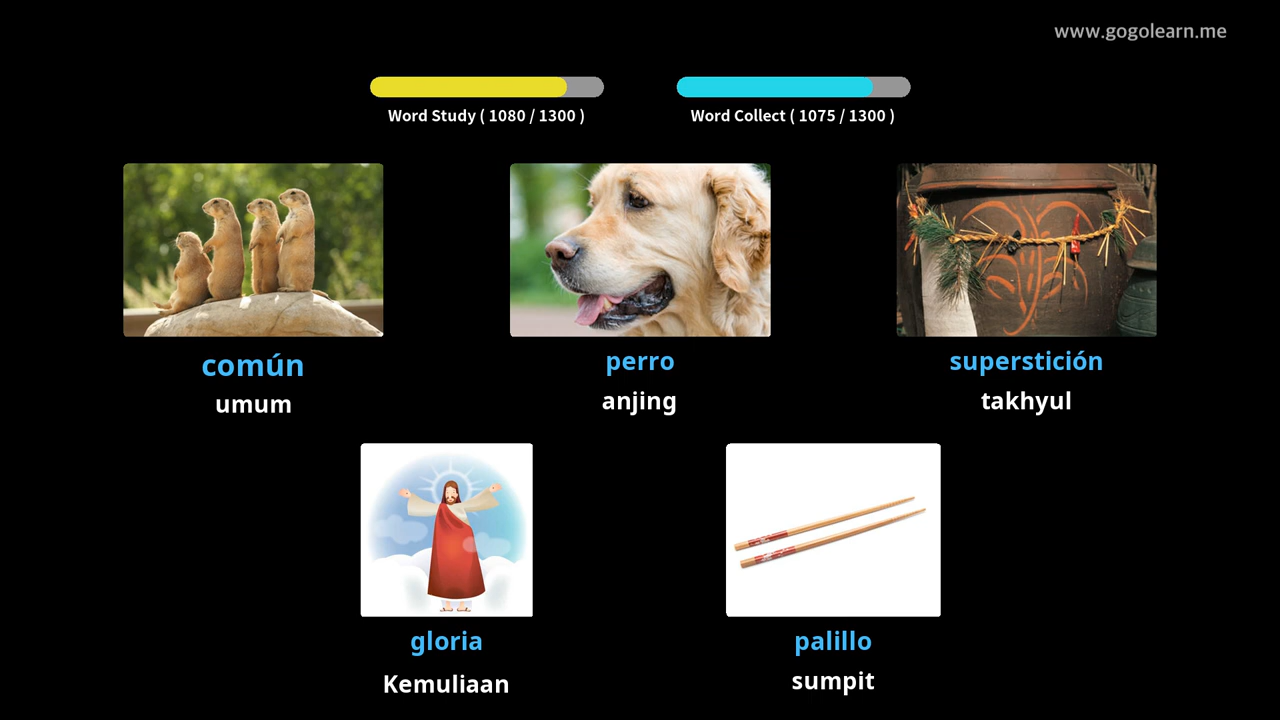 www.gogolearn.me
Word Study ( 1080 / 1300 )
Word Collect ( 1075 / 1300 )
común
perro
superstición
umum
anjing
takhyul
gloria
palillo
Kemuliaan
sumpit